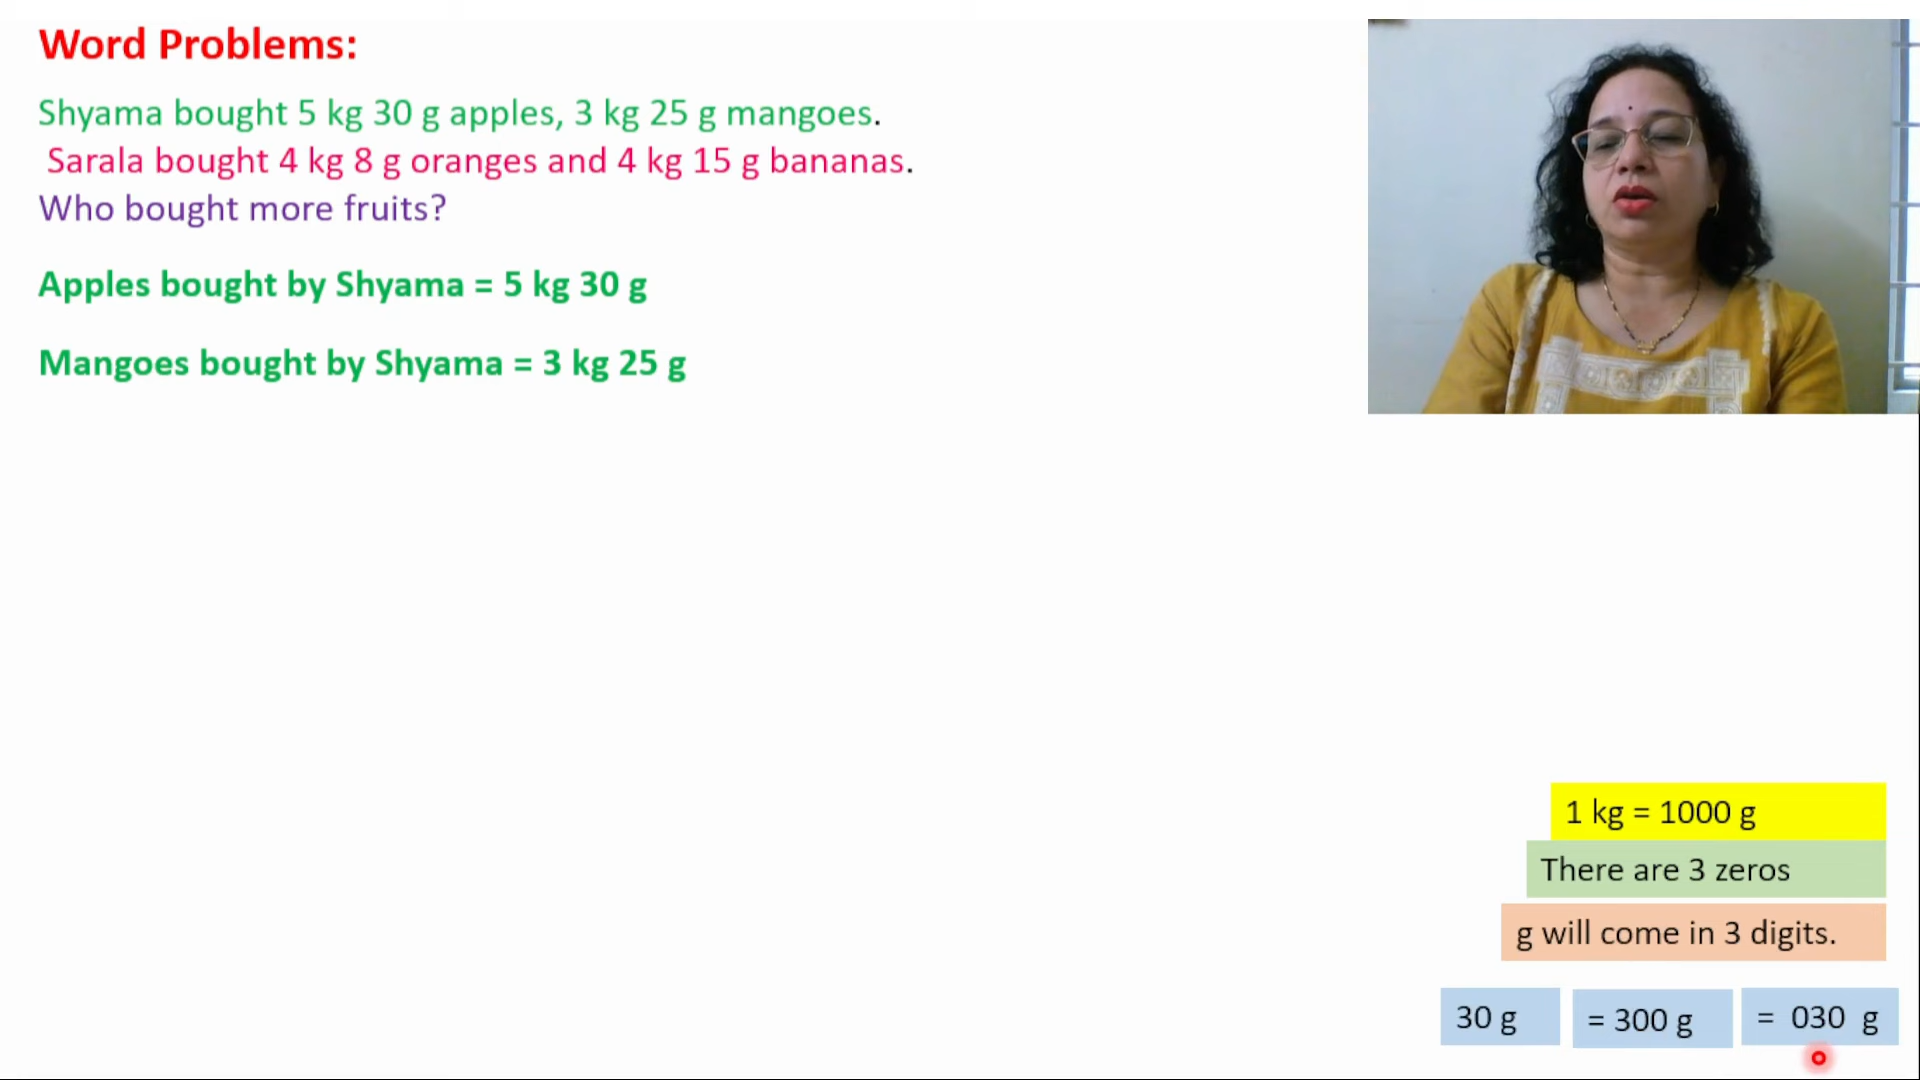 Word Problems:
Shyama bought 5 kg 30 g apples, 3 kg 25 g mangoes.
Sarala bought 4 kg 8 g oranges and 4 kg 15 g bananas.
Who bought more fruits?
Apples bought by Shyama = 5 kg 30 g
Mangoes bought by Shyama = 3 kg 25 g
1 kg = 1000 g
There are 3 zeros
g will come in 3 digits.
30 g = 300 g = 030 g